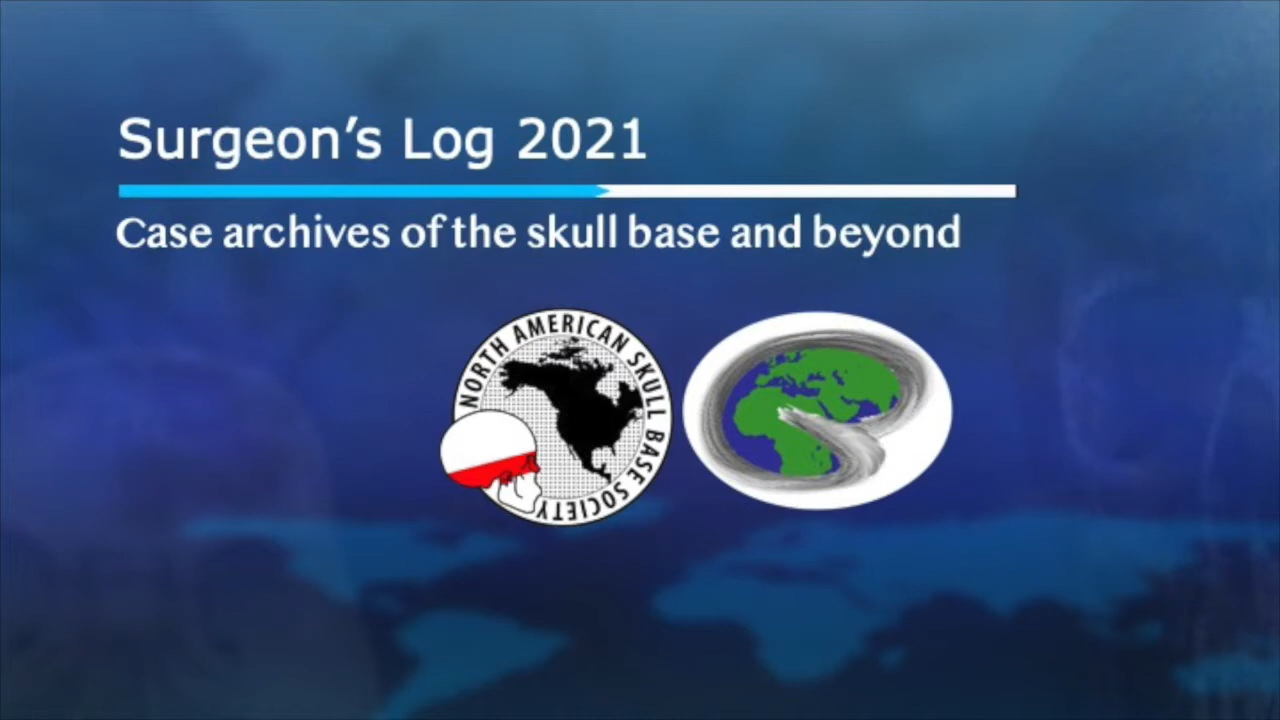 Surgeon’s Log 2021
Case archives of the skull base and beyond
NORTH AMERICAN SKULL BASE SOCIETY